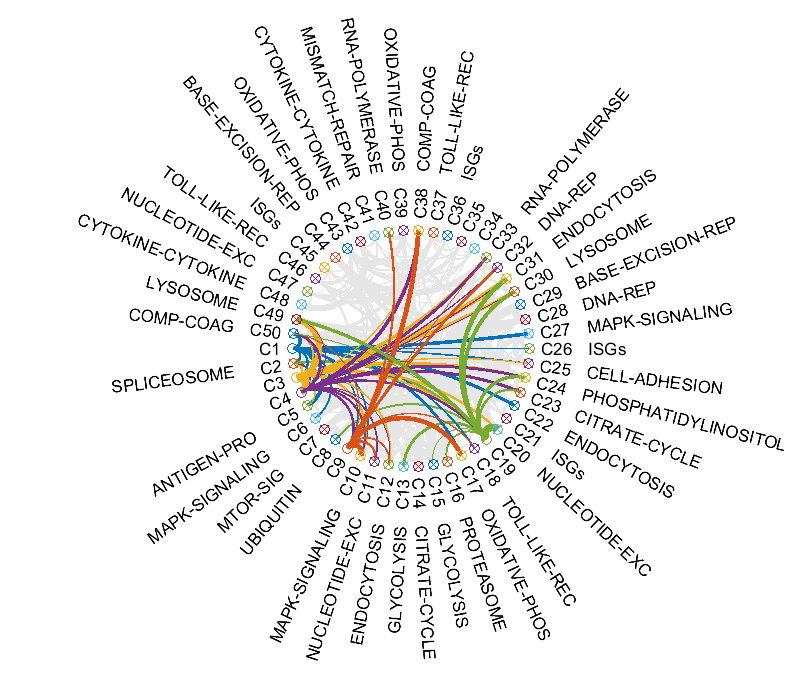 CYTOKINE-CYTOKINE
MISMATCH-REPAIR
RNA-POLYMERASE
OXIDATIVE-PHOS
COMP-COAG
TOLL-LIKE-REC
ISGs
RNA-POLYMERASE
DNA-REP
ENDOCYTOSIS
LYSOSOME
BASE-EXCISION-REP
DNA-REP
MAPK-SIGNALING
ISGs
CELL-ADHESION
PHOSPHATIDYLINOSITOL
CITRATE-CYCLE
ENDOCYTOSIS
ISGs
NUCLEOTIDE-EXC
TOLL-LIKE-REC
OXIDATIVE-PHOS
PROTEASOME
GLYCOLYSIS
CITRATE-CYCLE
GLYCOLYSIS
ENDOCYTOSIS
NUCLEOTIDE-EXC
MAPK-SIGNALING
UBIQUITIN
MTOR-SIG
MAPK-SIGNALING
ANTIGEN-PRO
SPLICEOSOME
COMP-COAG
LYSOSOME
CYTOKINE-CYTOKINE
NUCLEOTIDE-EXC
TOLL-LIKE-REC
ISGs
BASE-EXCISION-REP
OXIDATIVE-PHOS
C1
C2
C3
C4
C5
C6
C7
C8
C9
C10
C11
C12
C13
C14
C15
C16
C17
C18
C19
C20
C21
C22
C23
C24
C25
C26
C27
C28
C29
C30
C31
C32
C33
C34
C35
C36
C37
C38
C39
C40
C41
C42
C43
C44
C45
C46
C47
C48
C49
C50